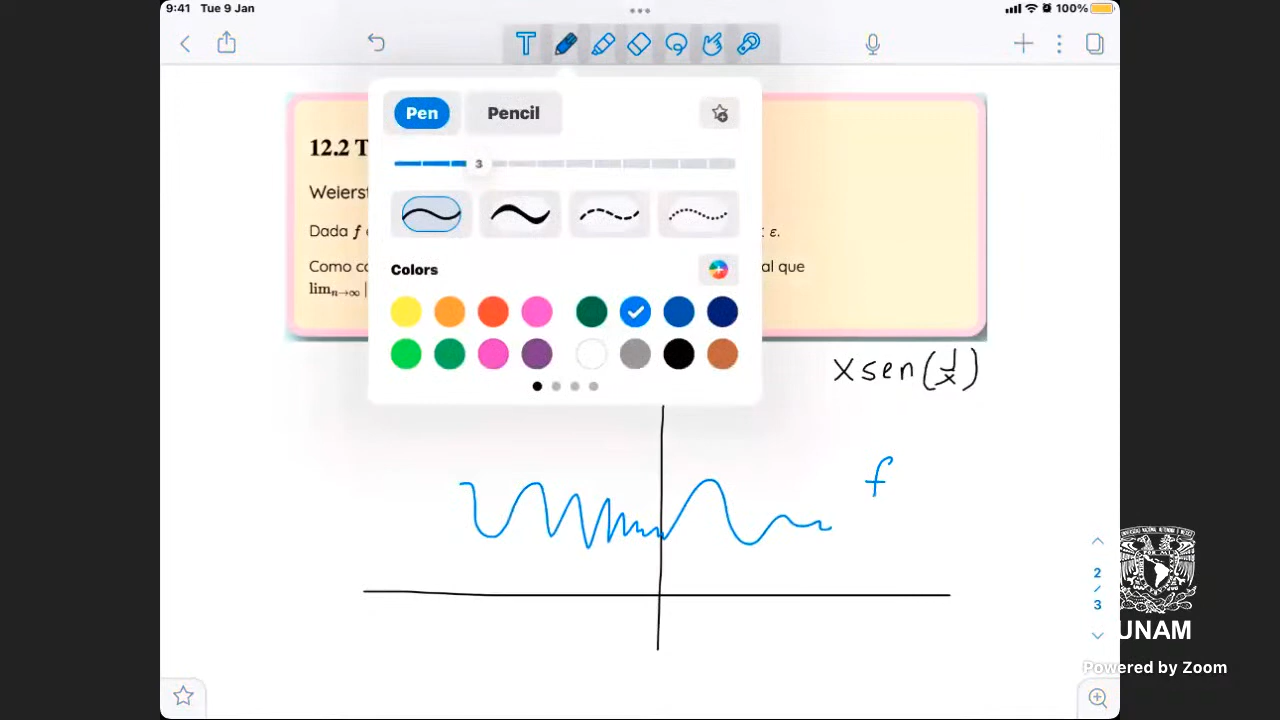 9:41 Tue 9 Jan 100%
Pen Pencil
12.2 T
3
Weierst
Dada f ε.
Colors
Como co al que
lim n→∞ |
x sen(1/x)
f
2
3
UNAM
Powered by Zoom